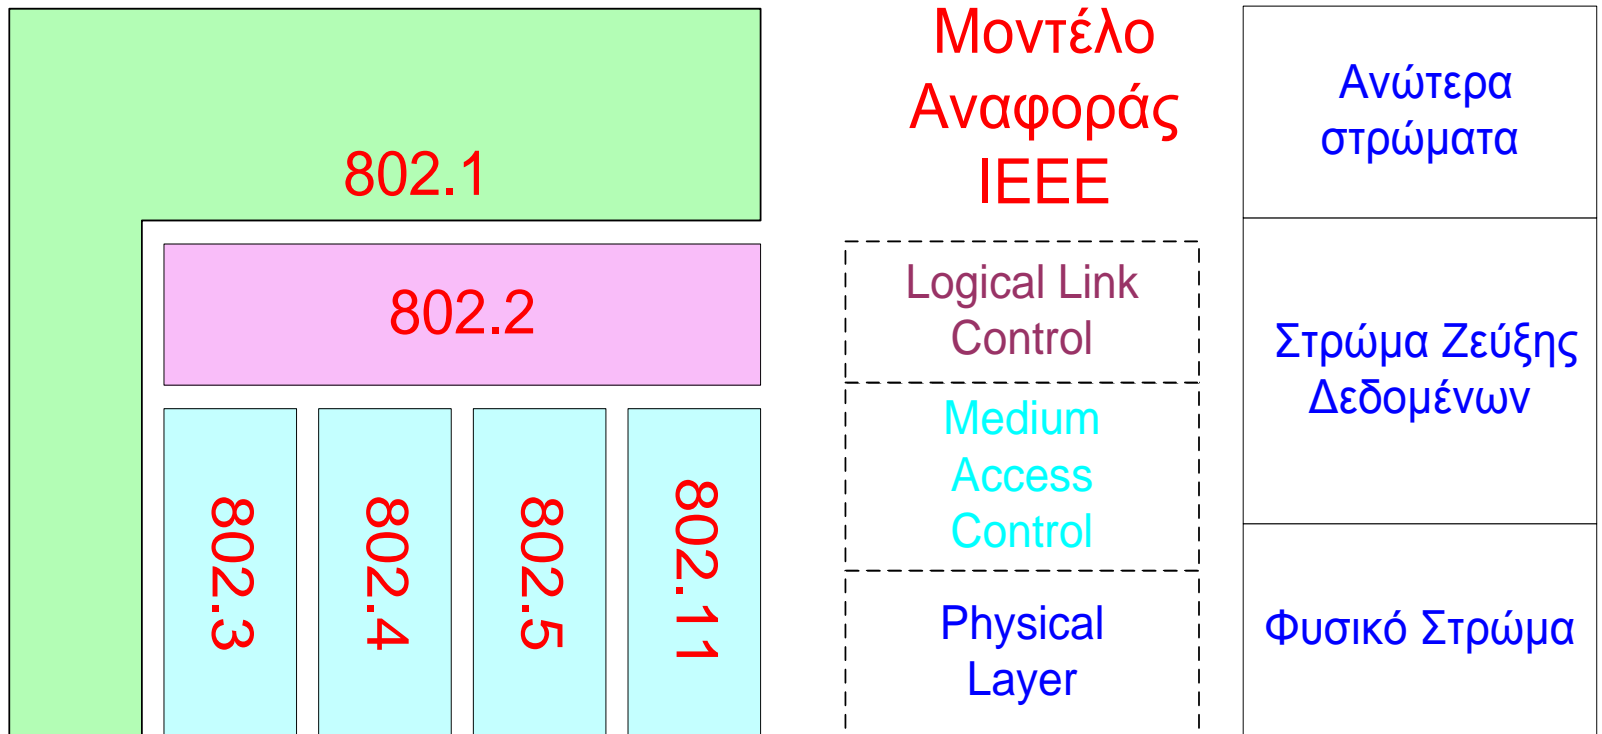 802.1
802.2
802.3
802.4
802.5
802.11
Μοντέλο
Αναφοράς
IEEE
Logical Link
Control
Medium
Access
Control
Physical
Layer
Ανώτερα
στρώματα
Στρώμα Ζεύξης
Δεδομένων
Φυσικό Στρώμα